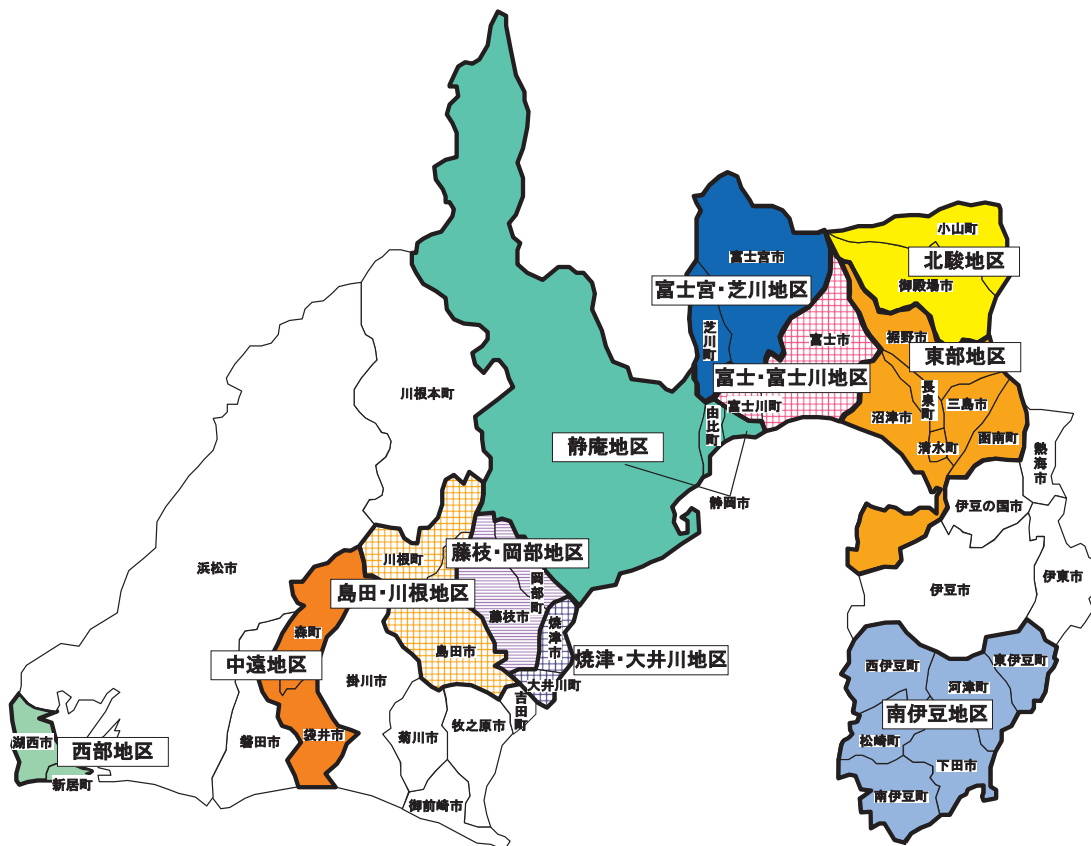 小山町
北駿地区
御殿場市
富士宮市
富士宮・芝川地区
芝川町
富士市
裾野市
東部地区
富士・富士川地区
長泉町
三島市
富士川町
沼津市
函南町
清水町
由比町
熱海市
川根本町
静庵地区
静岡市
伊豆の国市
藤枝・岡部地区
川根町
浜松市
岡部町
伊東市
伊豆市
島田・川根地区
藤枝市
焼津市
森町
島田市
中遠地区
焼津・大井川地区
東伊豆町
西伊豆町
掛川市
大井川町
河津町
吉田町
南伊豆地区
牧之原市
袋井市
菊川市
磐田市
湖西市
西部地区
松崎町
下田市
新居町
南伊豆町
御前崎市